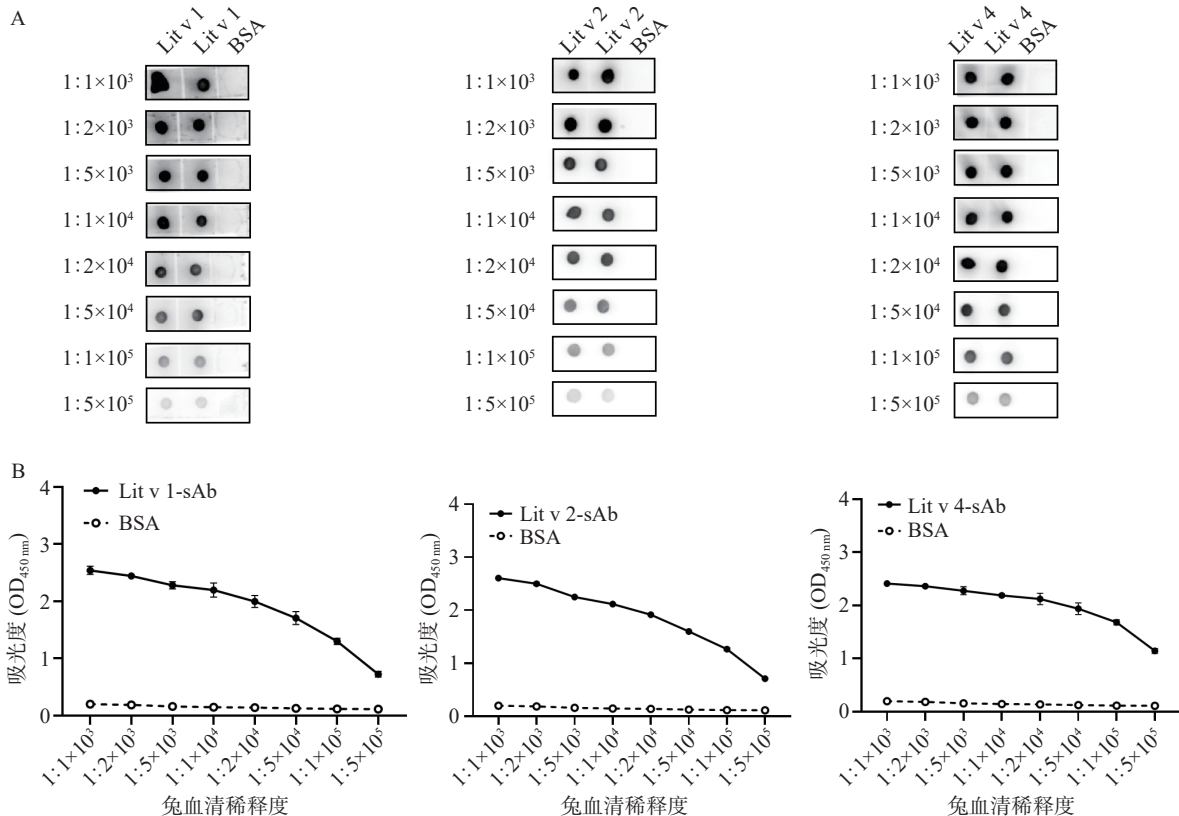 A
Lit v 1 Lit v 1 BSA
1∶1×10³
1∶2×10³
1∶5×10³
1∶1×10⁴
1∶2×10⁴
1∶5×10⁴
1∶1×10⁵
1∶5×10⁵
Lit v 2 Lit v 2 BSA
1∶1×10³
1∶2×10³
1∶5×10³
1∶1×10⁴
1∶2×10⁴
1∶5×10⁴
1∶1×10⁵
1∶5×10⁵
Lit v 4 Lit v 4 BSA
1∶1×10³
1∶2×10³
1∶5×10³
1∶1×10⁴
1∶2×10⁴
1∶5×10⁴
1∶1×10⁵
1∶5×10⁵
B
吸光度 (OD450 nm)
4
3
2
1
0
Lit v 1-sAb
BSA
1∶1×10³ 1∶2×10³ 1∶5×10³ 1∶1×10⁴ 1∶2×10⁴ 1∶5×10⁴ 1∶1×10⁵ 1∶5×10⁵
兔血清稀释度
吸光度 (OD450 nm)
4
3
2
1
0
Lit v 2-sAb
BSA
1∶1×10³ 1∶2×10³ 1∶5×10³ 1∶1×10⁴ 1∶2×10⁴ 1∶5×10⁴ 1∶1×10⁵ 1∶5×10⁵
兔血清稀释度
吸光度 (OD450 nm)
4
3
2
1
0
Lit v 4-sAb
BSA
1∶1×10³ 1∶2×10³ 1∶5×10³ 1∶1×10⁴ 1∶2×10⁴ 1∶5×10⁴ 1∶1×10⁵ 1∶5×10⁵
兔血清稀释度